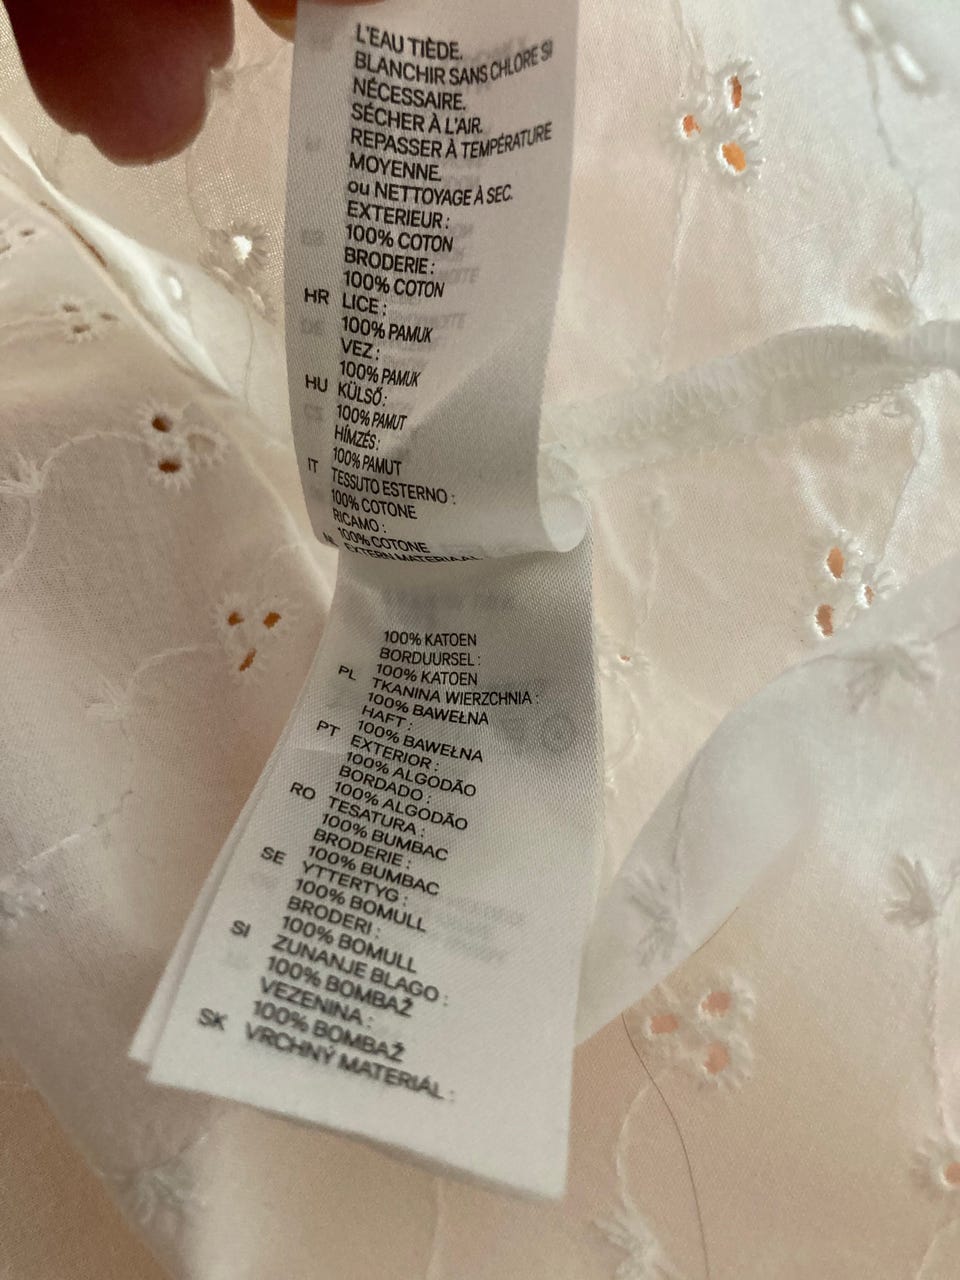 L'EAU TIÈDE.
BLANCHIR SANS CHLORE SI
NÉCESSAIRE.
SÉCHER À L'AIR.
REPASSER À TEMPÉRATURE
MOYENNE.
ou NETTOYAGE À SEC.
EXTERIEUR :
100% COTON
BRODERIE :
100% COTON
HR LICE :
100% PAMUK
VEZ :
100% PAMUK
HU KÜLSŐ:
100% PAMUT
HÍMZÉS:
100% PAMUT
IT TESSUTO ESTERNO :
100% COTONE
RICAMO :
100% COTONE
EXTERN MATERIAAL
100% KATOEN
BORDUURSEL :
100% KATOEN
PL TKANINA WIERZCHNIA :
100% BAWEŁNA
HAFT :
100% BAWEŁNA
PT EXTERIOR :
100% ALGODÃO
BORDADO :
100% ALGODÃO
RO TESATURA :
100% BUMBAC
BRODERIE :
100% BUMBAC
SE YTTERTYG :
100% BOMULL
BRODERI :
100% BOMULL
SI ZUNANJE BLAGO :
100% BOMBAŽ
VEZENINA :
100% BOMBAŽ
SK VRCHNÝ MATERIÁL :